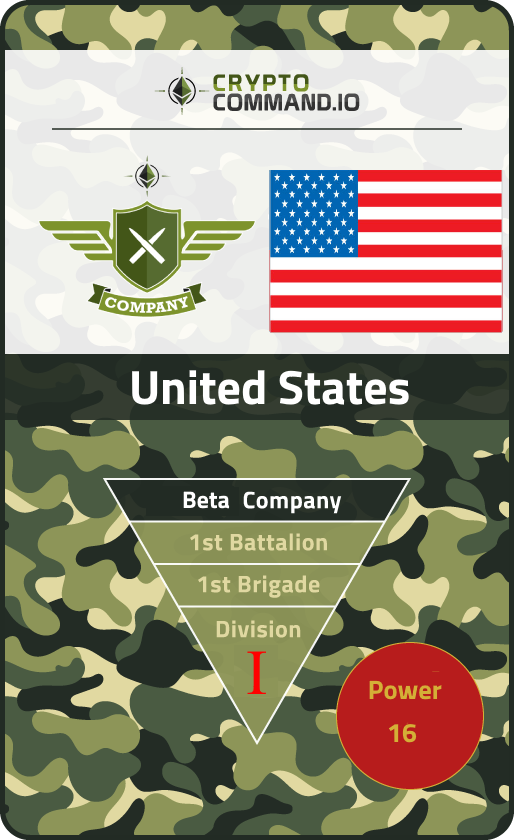 CRYPTO
COMMAND.IO
COMPANY
United States
Beta Company
1st Battalion
1st Brigade
Division
I
Power
16